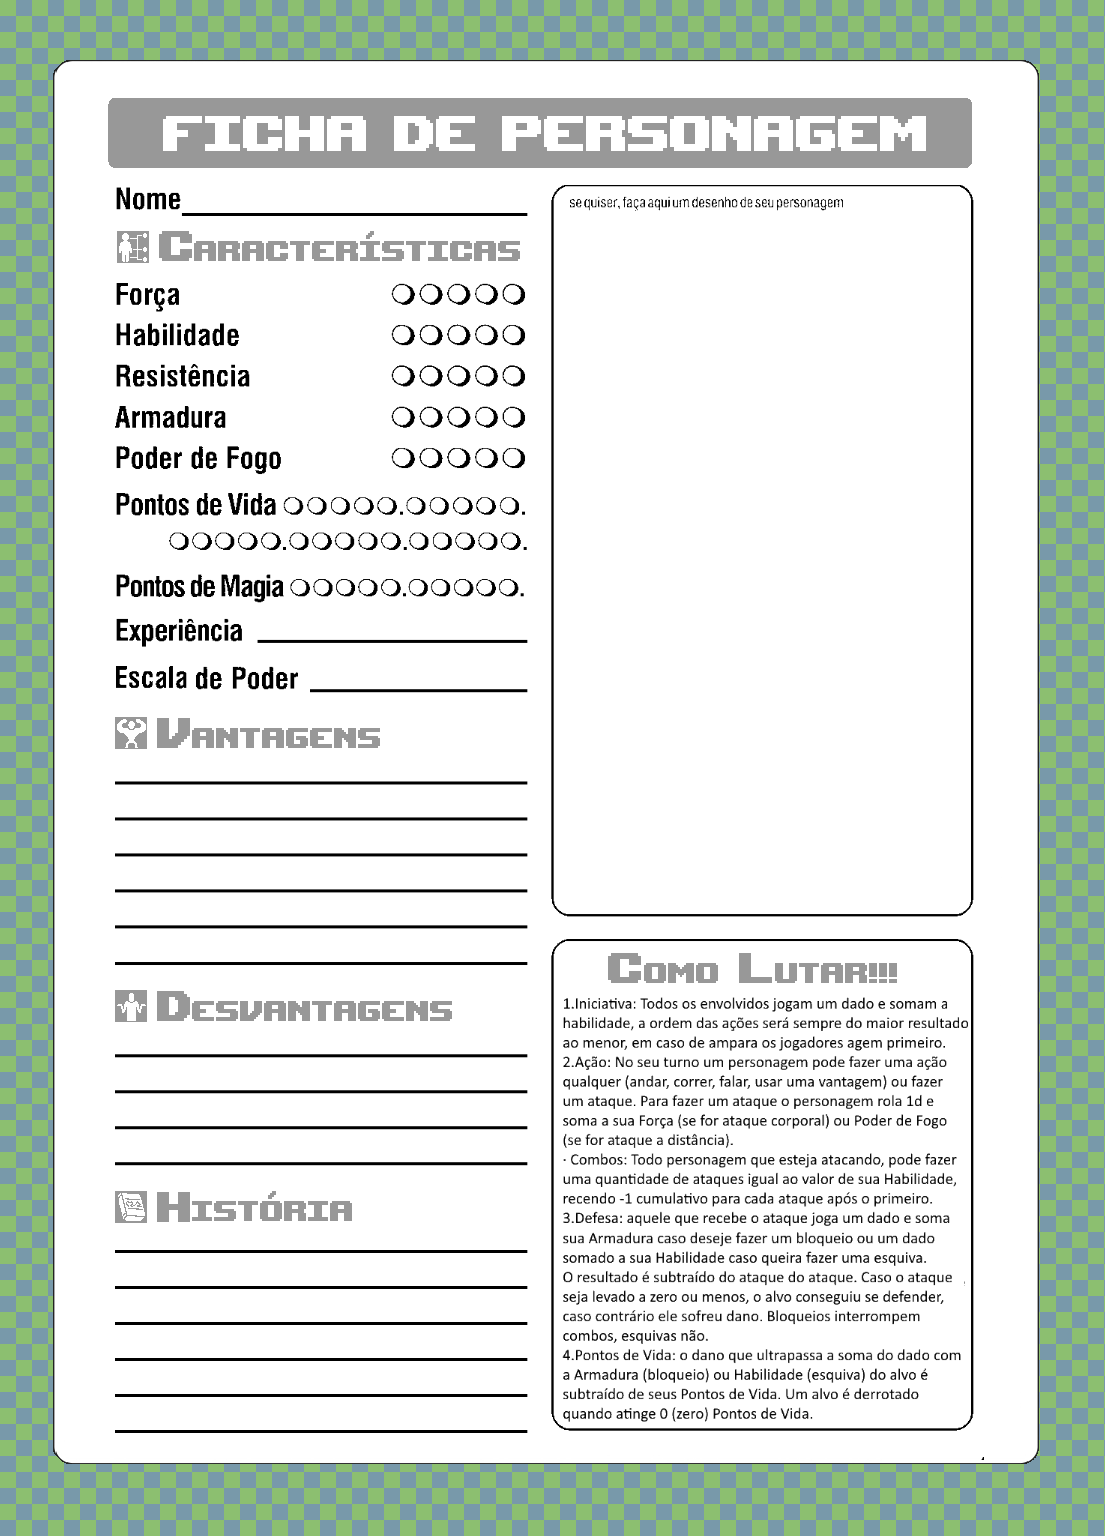 FICHA DE PERSONAGEM
Nome
CARACTERÍSTICAS
Força
Habilidade
Resistência
Armadura
Poder de Fogo
Pontos de Vida
Pontos de Magia
Experiência
Escala de Poder
VANTAGENS
DESVANTAGENS
HISTÓRIA
se quiser, faça aqui um desenho de seu personagem
COMO LUTAR!!!
1.Iniciativa: Todos os envolvidos jogam um dado e somam a
habilidade, a ordem das ações será sempre do maior resultado
ao menor, em caso de ampara os jogadores agem primeiro.
2.Ação: No seu turno um personagem pode fazer uma ação
qualquer (andar, correr, falar, usar uma vantagem) ou fazer
um ataque. Para fazer um ataque o personagem rola 1d e
soma a sua Força (se for ataque corporal) ou Poder de Fogo
(se for ataque a distância).
· Combos: Todo personagem que esteja atacando, pode fazer
uma quantidade de ataques igual ao valor de sua Habilidade,
recendo -1 cumulativo para cada ataque após o primeiro.
3.Defesa: aquele que recebe o ataque joga um dado e soma
sua Armadura caso deseje fazer um bloqueio ou um dado
somado a sua Habilidade caso queira fazer uma esquiva.
O resultado é subtraído do ataque do ataque. Caso o ataque
seja levado a zero ou menos, o alvo conseguiu se defender,
caso contrário ele sofreu dano. Bloqueios interrompem
combos, esquivas não.
4.Pontos de Vida: o dano que ultrapassa a soma do dado com
a Armadura (bloqueio) ou Habilidade (esquiva) do alvo é
subtraído de seus Pontos de Vida. Um alvo é derrotado
quando atinge 0 (zero) Pontos de Vida.